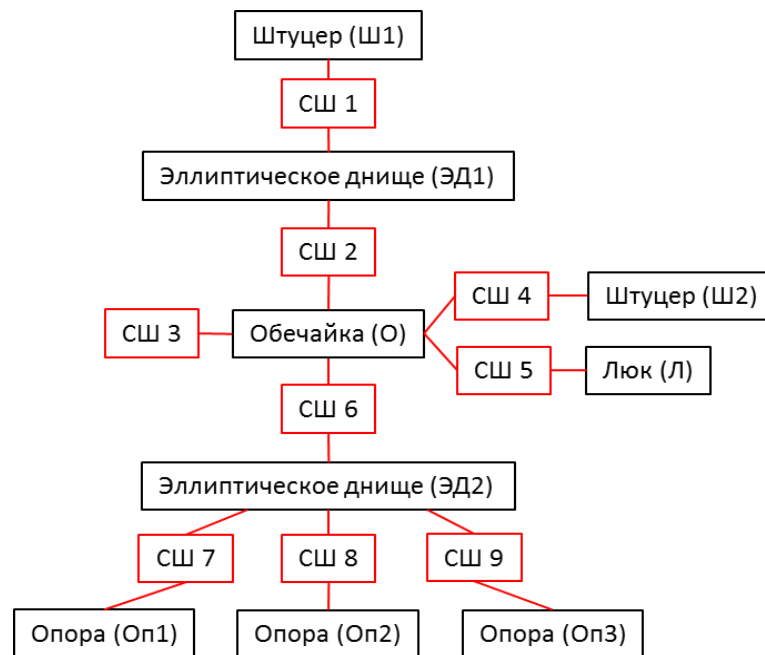 Штуцер (Ш1)
СШ 1
Эллиптическое днище (ЭД1)
СШ 2
СШ 4
Штуцер (Ш2)
СШ 3
Обечайка (О)
СШ 5
Люк (Л)
СШ 6
Эллиптическое днище (ЭД2)
СШ 7
СШ 8
СШ 9
Опора (Оп1)
Опора (Оп2)
Опора (Оп3)